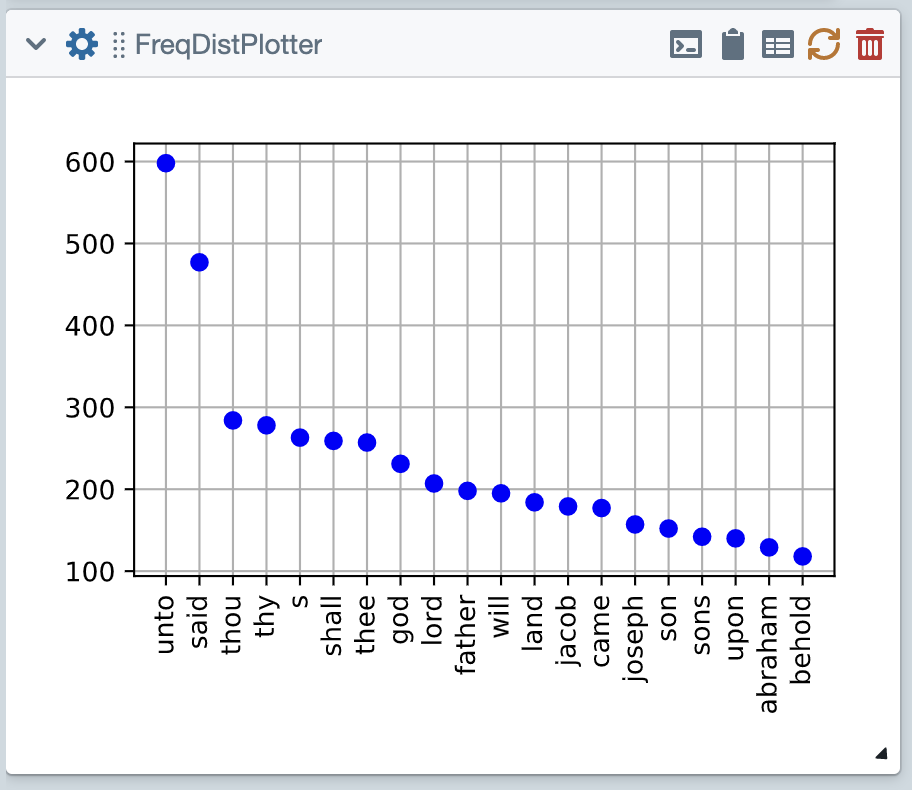 FreqDistPlotter
600
500
400
300
200
100
unto
said
thou
thy
s
shall
thee
god
lord
father
will
land
jacob
came
joseph
son
sons
upon
abraham
behold